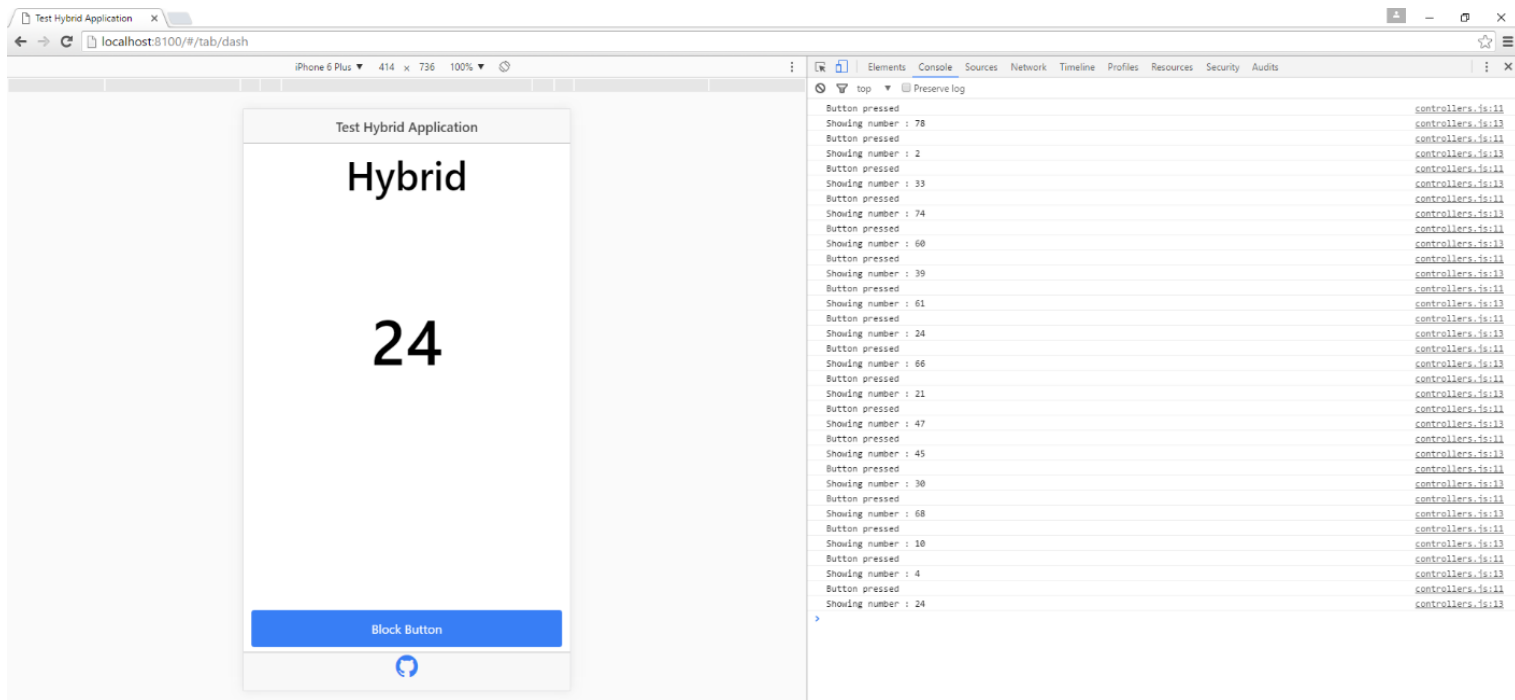 Test Hybrid Application
localhost:8100/#/tab/dash
iPhone 6 Plus ▼ 414 × 736 100% ▼
Elements Console Sources Network Timeline Profiles Resources Security Audits
top ▼ Preserve log
Test Hybrid Application
Hybrid
24
Block Button
Button pressed controllers.js:11
Showing number : 78 controllers.js:13
Button pressed controllers.js:11
Showing number : 2 controllers.js:13
Button pressed controllers.js:11
Showing number : 33 controllers.js:13
Button pressed controllers.js:11
Showing number : 74 controllers.js:13
Button pressed controllers.js:11
Showing number : 60 controllers.js:13
Button pressed controllers.js:11
Showing number : 39 controllers.js:13
Button pressed controllers.js:11
Showing number : 61 controllers.js:13
Button pressed controllers.js:11
Showing number : 24 controllers.js:13
Button pressed controllers.js:11
Showing number : 66 controllers.js:13
Button pressed controllers.js:11
Showing number : 21 controllers.js:13
Button pressed controllers.js:11
Showing number : 47 controllers.js:13
Button pressed controllers.js:11
Showing number : 45 controllers.js:13
Button pressed controllers.js:11
Showing number : 30 controllers.js:13
Button pressed controllers.js:11
Showing number : 68 controllers.js:13
Button pressed controllers.js:11
Showing number : 10 controllers.js:13
Button pressed controllers.js:11
Showing number : 4 controllers.js:13
Button pressed controllers.js:11
Showing number : 24 controllers.js:13